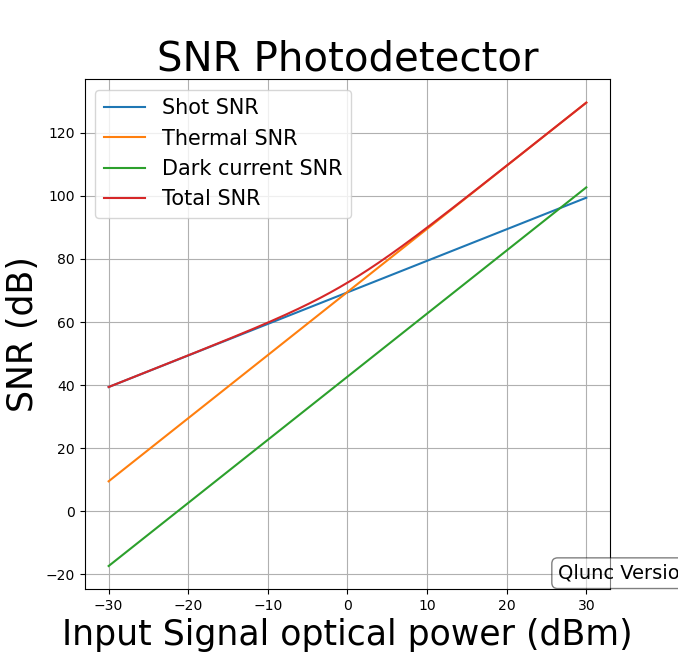 SNR Photodetector
Shot SNR
Thermal SNR
Dark current SNR
Total SNR
SNR (dB)
120
100
80
60
40
20
0
−20
−30
−20
−10
0
10
20
30
Qlunc Versio
Input Signal optical power (dBm)